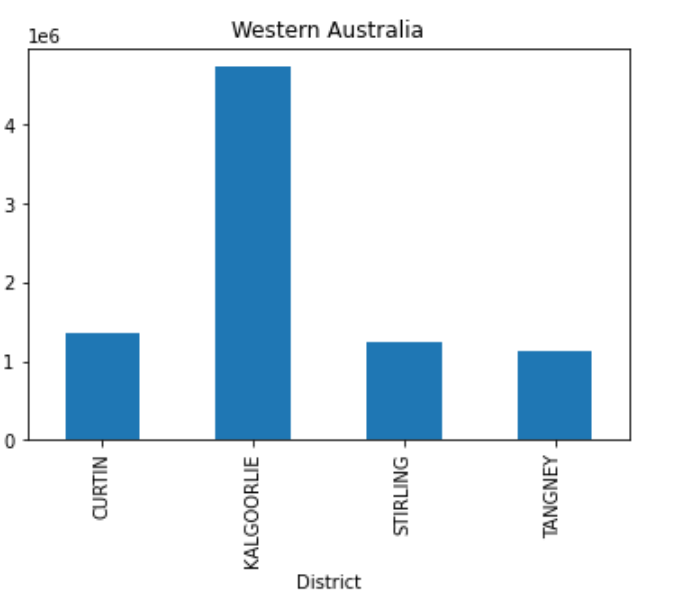 Western Australia
1e6
4
3
2
1
0
CURTIN
KALGOORLIE
STIRLING
TANGNEY
District